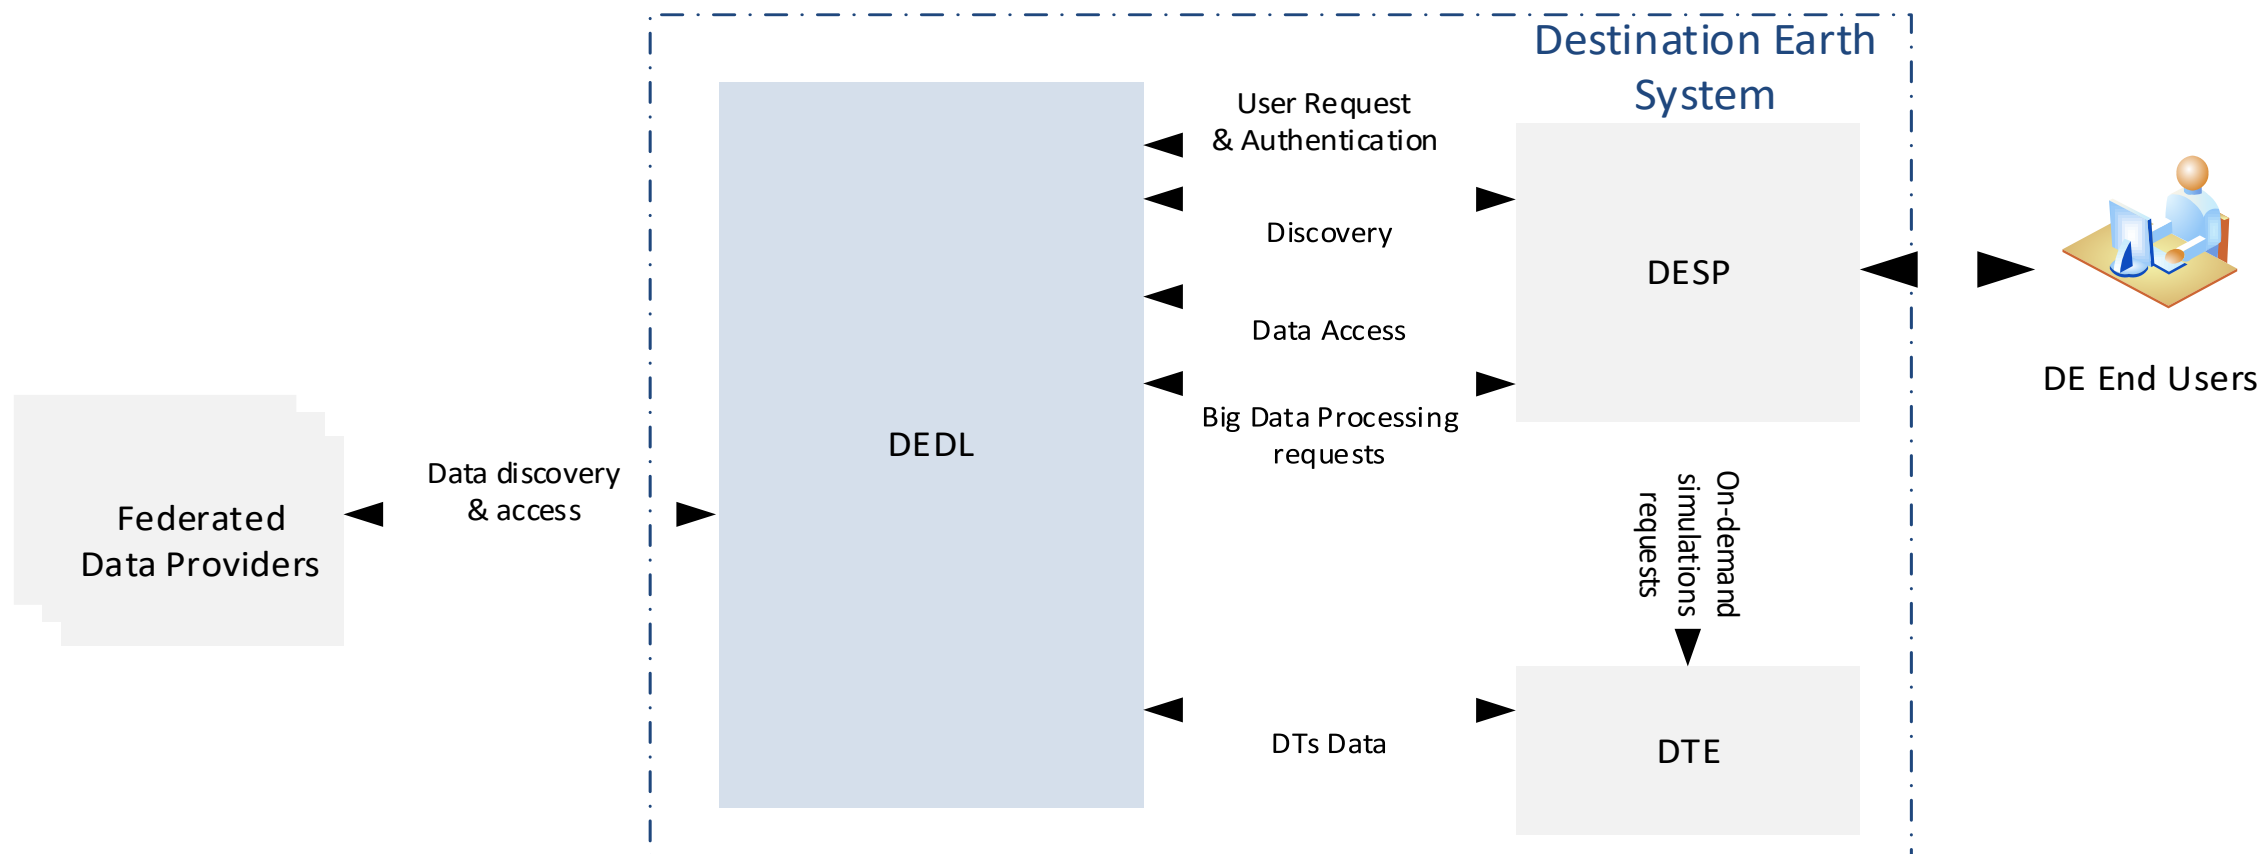 Destination Earth
System
User Request
& Authentication
Discovery
DESP
Data Access
DE End Users
Big Data Processing
requests
DEDL
Data discovery
& access
Federated
Data Providers
On-demand
simulations
requests
DTs Data
DTE